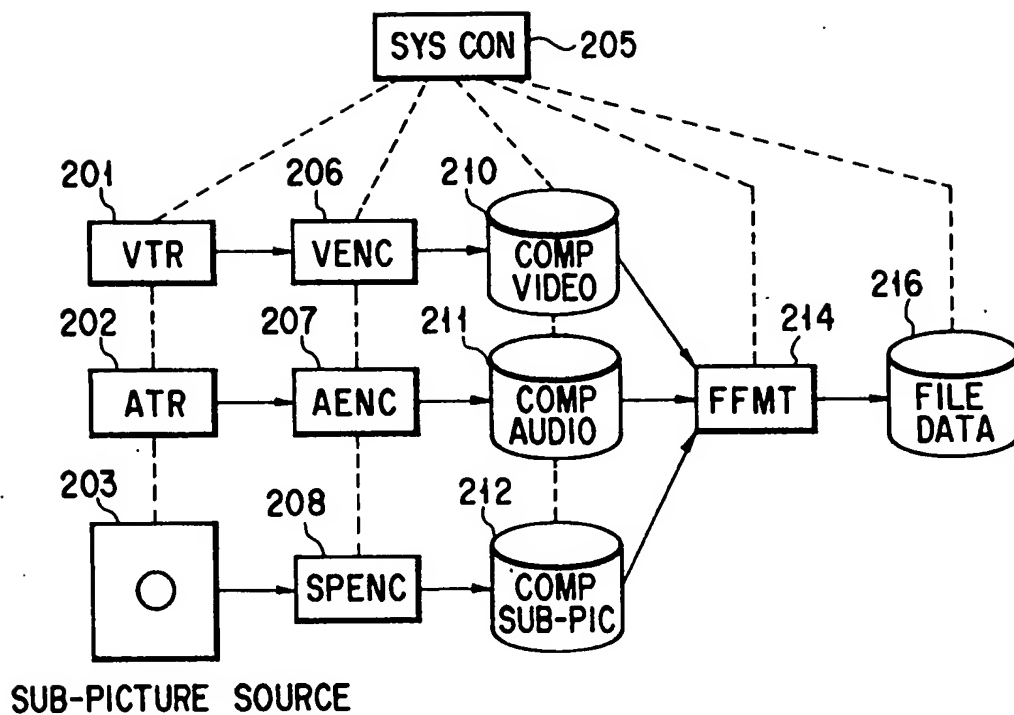 SYS CON
205
201
206
210
VTR
VENC
COMP
VIDEO
202
207
211
214
216
ATR
AENC
COMP
AUDIO
FFMT
FILE
DATA
203
208
212
SPENC
COMP
SUB-PIC
SUB-PICTURE SOURCE